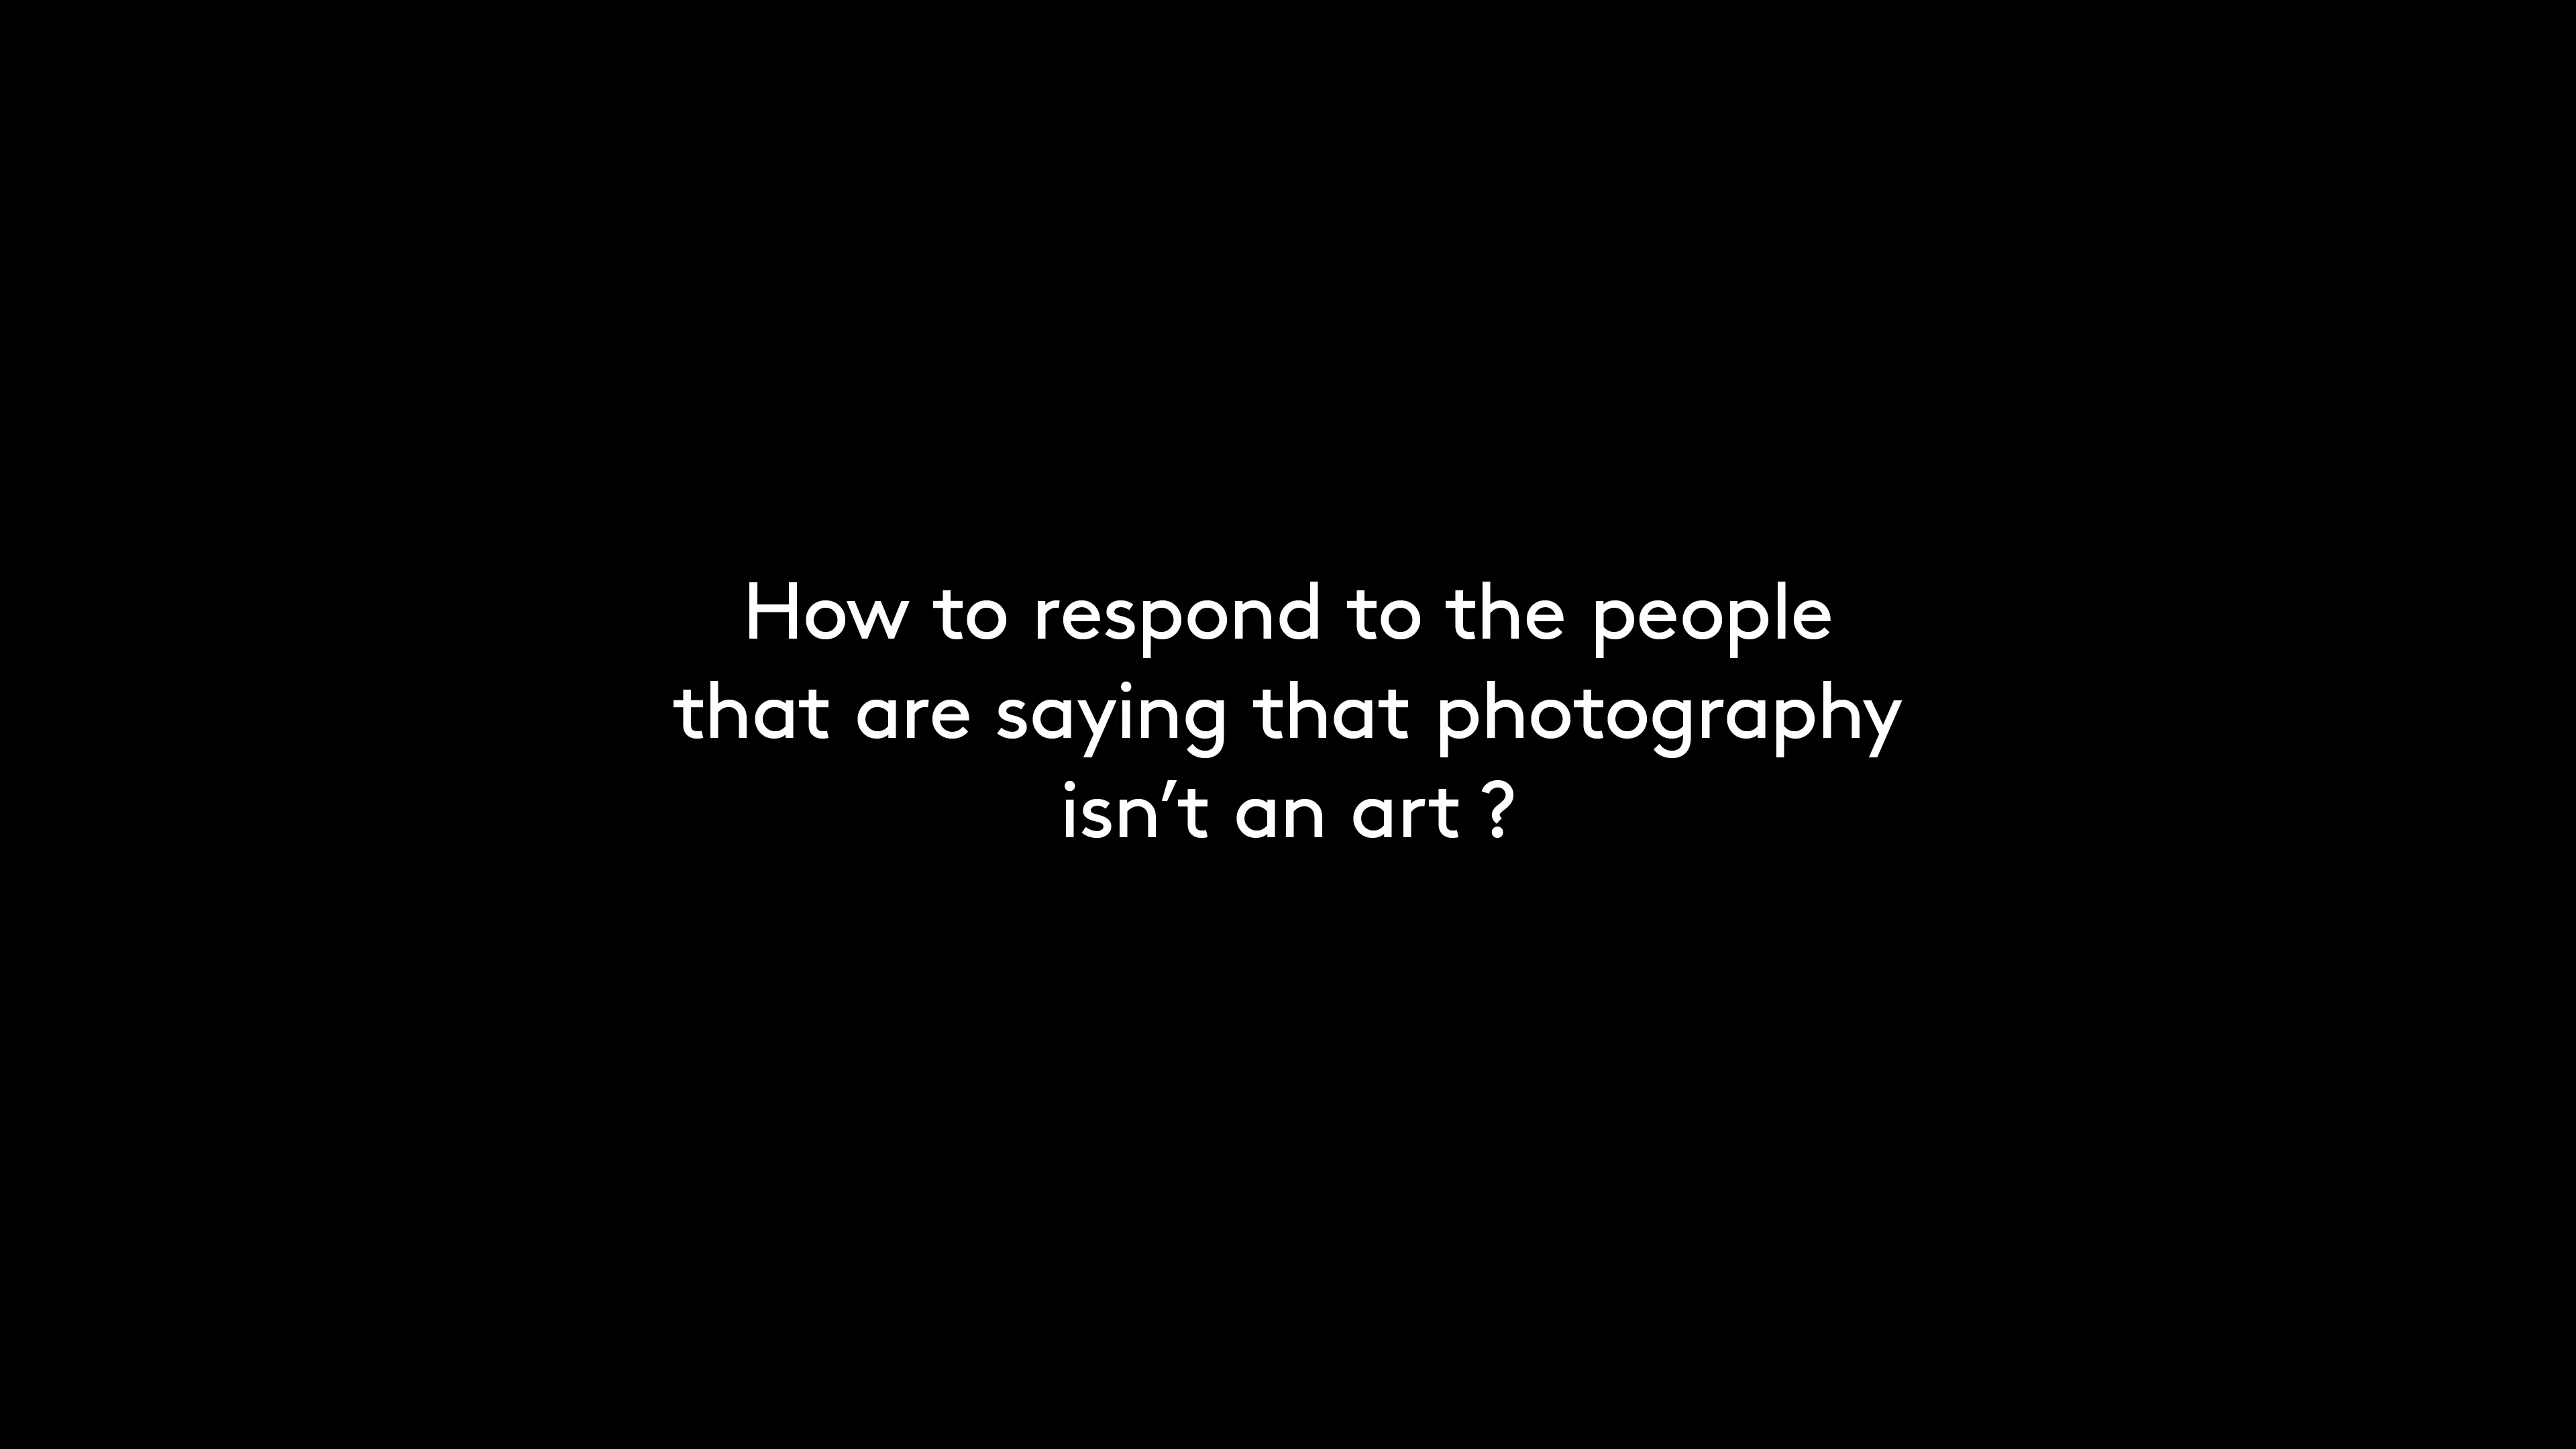 How to respond to the people
that are saying that photography
isn’t an art ?